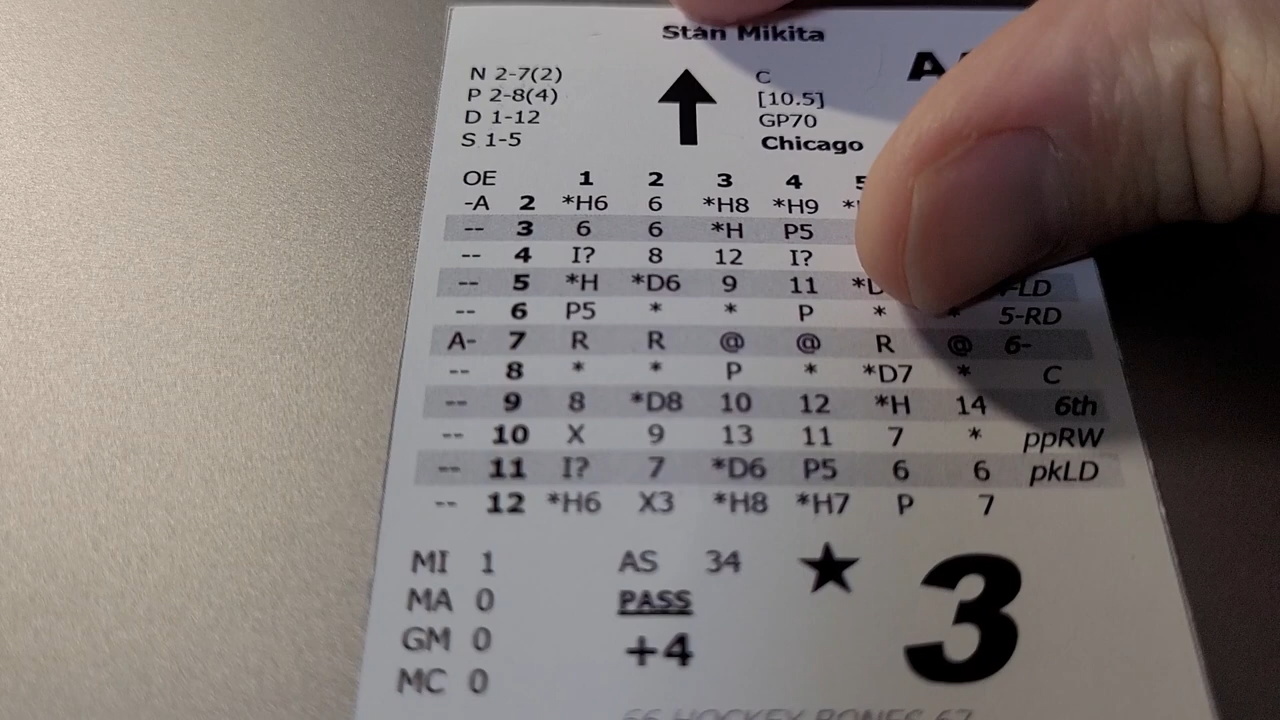 Stan Mikita
N 2-7(2) C
P 2-8(4) [10.5]
D 1-12 GP70
S 1-5 Chicago
OE 1 2 3 4
-A 2 *H6 6 *H8 *H9
-- 3 6 6 *H P5
-- 4 I? 8 12 I?
-- 5 *H *D6 9 11
-- 6 P5 * * P * * 5-RD
A- 7 R R @ @ R @ 6-
-- 8 * * P * *D7 * C
-- 9 8 *D8 10 12 *H 14 6th
-- 10 X 9 13 11 7 * ppRW
-- 11 I? 7 *D6 P5 6 6 pkLD
-- 12 *H6 X3 *H8 *H7 P 7
MI 1 AS 34
MA 0 PASS
GM 0 +4 3
MC 0
66 HOCKEY BONES 67